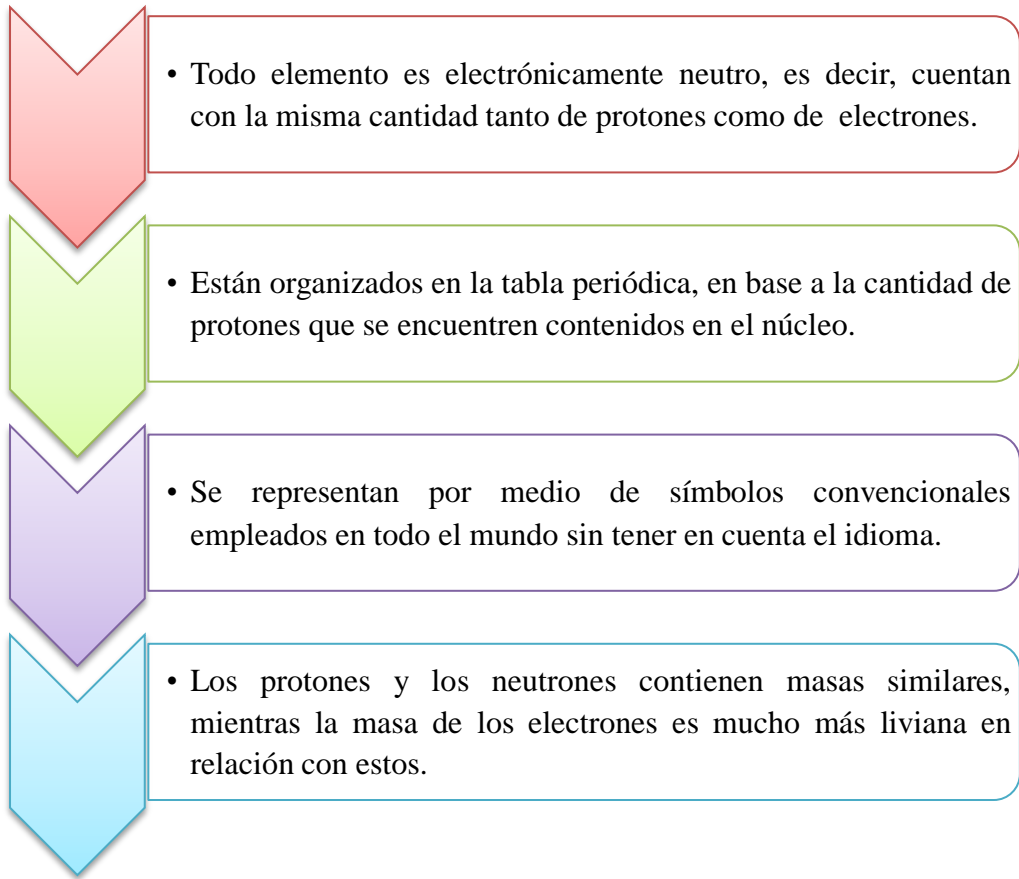 • Todo elemento es electrónicamente neutro, es decir, cuentan
con la misma cantidad tanto de protones como de electrones.
• Están organizados en la tabla periódica, en base a la cantidad de
protones que se encuentren contenidos en el núcleo.
• Se representan por medio de símbolos convencionales
empleados en todo el mundo sin tener en cuenta el idioma.
• Los protones y los neutrones contienen masas similares,
mientras la masa de los electrones es mucho más liviana en
relación con estos.